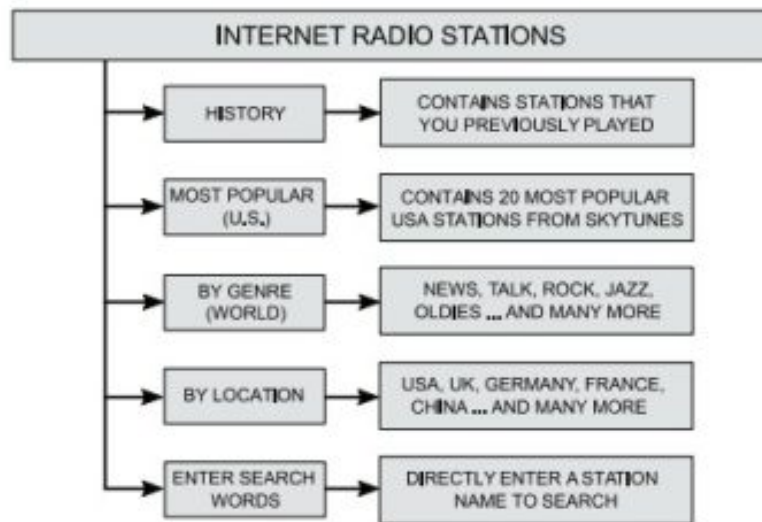 INTERNET RADIO STATIONS
HISTORY
CONTAINS STATIONS THAT
YOU PREVIOUSLY PLAYED
MOST POPULAR
(U.S.)
CONTAINS 20 MOST POPULAR
USA STATIONS FROM SKYTUNES
BY GENRE
(WORLD)
NEWS, TALK, ROCK, JAZZ,
OLDIES ... AND MANY MORE
BY LOCATION
USA, UK, GERMANY, FRANCE,
CHINA ... AND MANY MORE
ENTER SEARCH
WORDS
DIRECTLY ENTER A STATION
NAME TO SEARCH